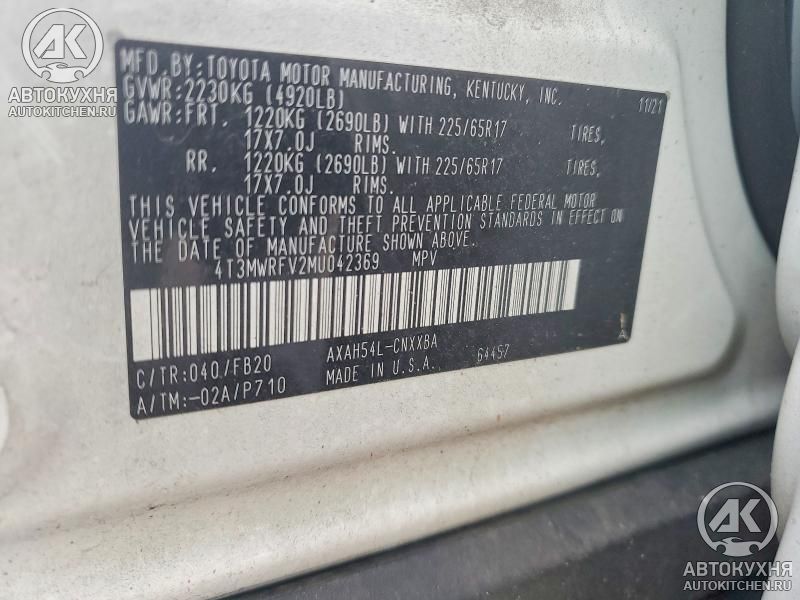 AK
АВТОКУХНЯ
AUTOKITCHEN.RU
MFD. BY: TOYOTA MOTOR MANUFACTURING, KENTUCKY, INC. 11/21
GVWR: 2230KG (4920LB)
GAWR: FRT. 1220KG (2690LB) WITH 225/65R17 TIRES,
17X7.0J RIMS.
RR. 1220KG (2690LB) WITH 225/65R17 TIRES,
17X7.0J RIMS.
THIS VEHICLE CONFORMS TO ALL APPLICABLE FEDERAL MOTOR
VEHICLE SAFETY AND THEFT PREVENTION STANDARDS IN EFFECT ON
THE DATE OF MANUFACTURE SHOWN ABOVE.
4T3MWRFV2MU042369 MPV
C/TR: 040/FB20 AXAH54L-CNXXBA 64457 A
A/TM: -02A/P710 MADE IN U.S.A.
AK
АВТОКУХНЯ
AUTOKITCHEN.RU